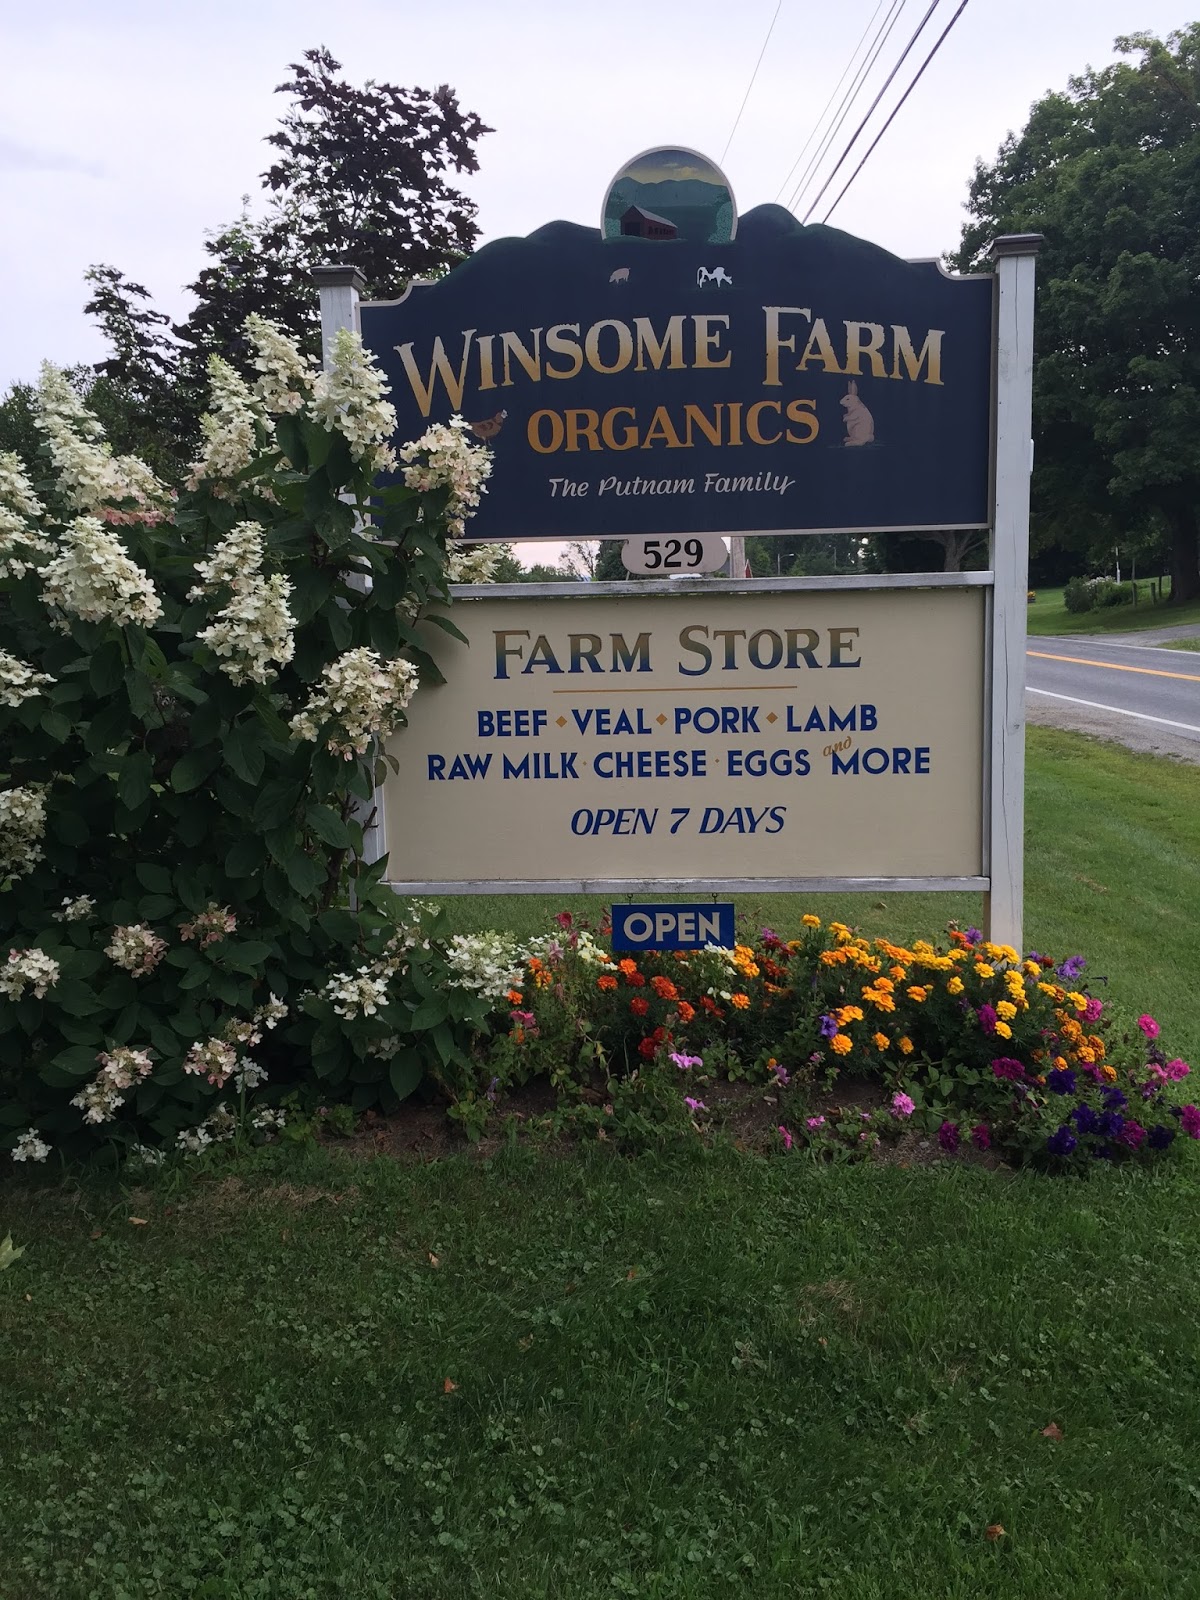 WINSOME FARM
ORGANICS
The Putnam Family
529
FARM STORE
BEEF · VEAL · PORK · LAMB
RAW MILK · CHEESE · EGGS and MORE
OPEN 7 DAYS
OPEN